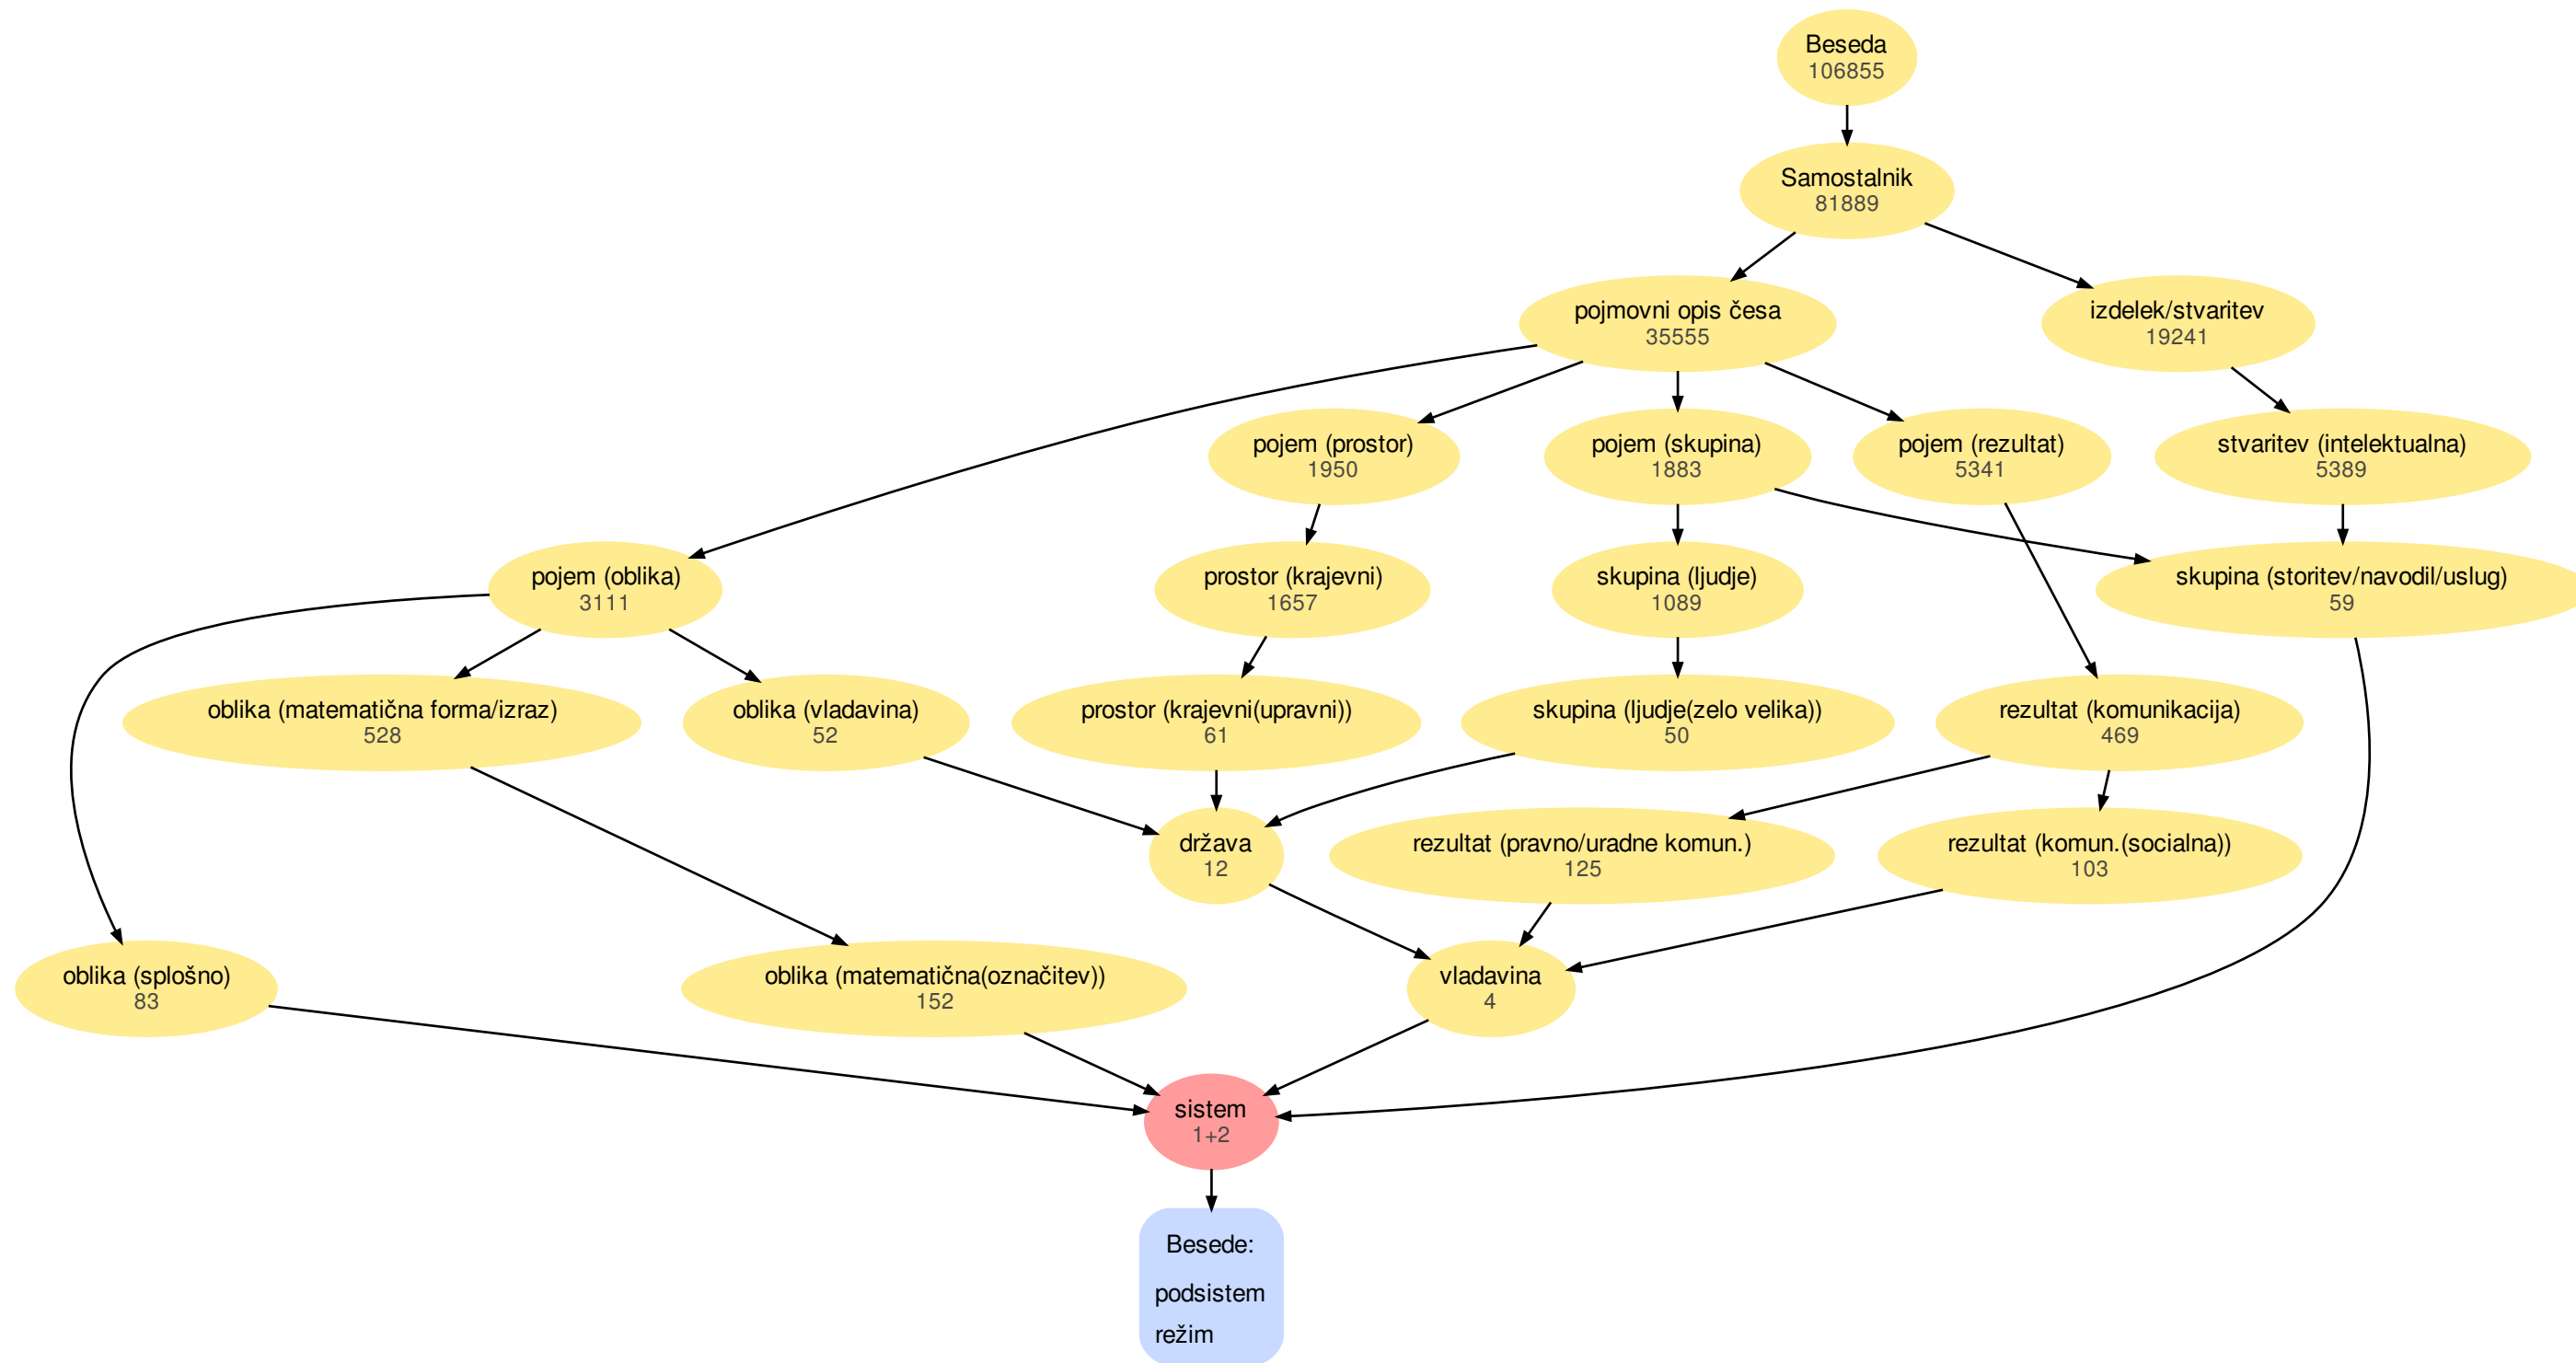 Beseda
106855
Samostalnik
81889
pojmovni opis česa
35555
izdelek/stvaritev
19241
pojem (prostor)
1950
pojem (skupina)
1883
pojem (rezultat)
5341
stvaritev (intelektualna)
5389
pojem (oblika)
3111
prostor (krajevni)
1657
skupina (ljudje)
1089
skupina (storitev/navodil/uslug)
59
oblika (matematična forma/izraz)
528
oblika (vladavina)
52
prostor (krajevni(upravni))
61
skupina (ljudje(zelo velika))
50
rezultat (komunikacija)
469
država
12
rezultat (pravno/uradne komun.)
125
rezultat (komun.(socialna))
103
oblika (splošno)
83
oblika (matematična(označitev))
152
vladavina
4
sistem
1+2
Besede:
podsistem
režim